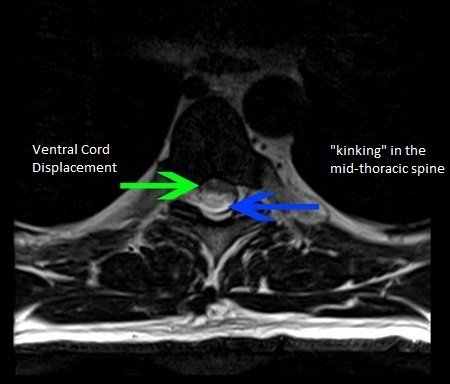 Ventral Cord
Displacement
"kinking" in the
mid-thoracic spine